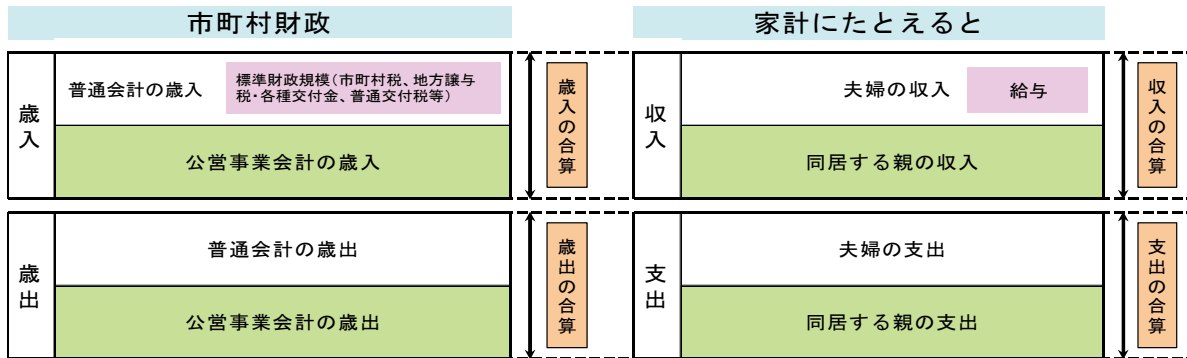 市町村財政
歳入
普通会計の歳入
標準財政規模(市町村税、地方譲与
税・各種交付金、普通交付税等)
公営事業会計の歳入
歳入の合算
歳出
普通会計の歳出
公営事業会計の歳出
歳出の合算
家計にたとえると
収入
夫婦の収入
給与
同居する親の収入
収入の合算
支出
夫婦の支出
同居する親の支出
支出の合算